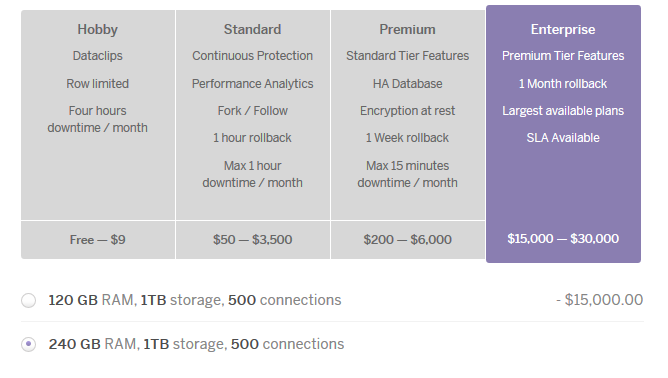 Hobby
Dataclips
Row limited
Four hours
downtime / month
Free — $9
Standard
Continuous Protection
Performance Analytics
Fork / Follow
1 hour rollback
Max 1 hour
downtime / month
$50 — $3,500
Premium
Standard Tier Features
HA Database
Encryption at rest
1 Week rollback
Max 15 minutes
downtime / month
$200 — $6,000
Enterprise
Premium Tier Features
1 Month rollback
Largest available plans
SLA Available
$15,000 — $30,000
120 GB RAM, 1TB storage, 500 connections - $15,000.00
240 GB RAM, 1TB storage, 500 connections